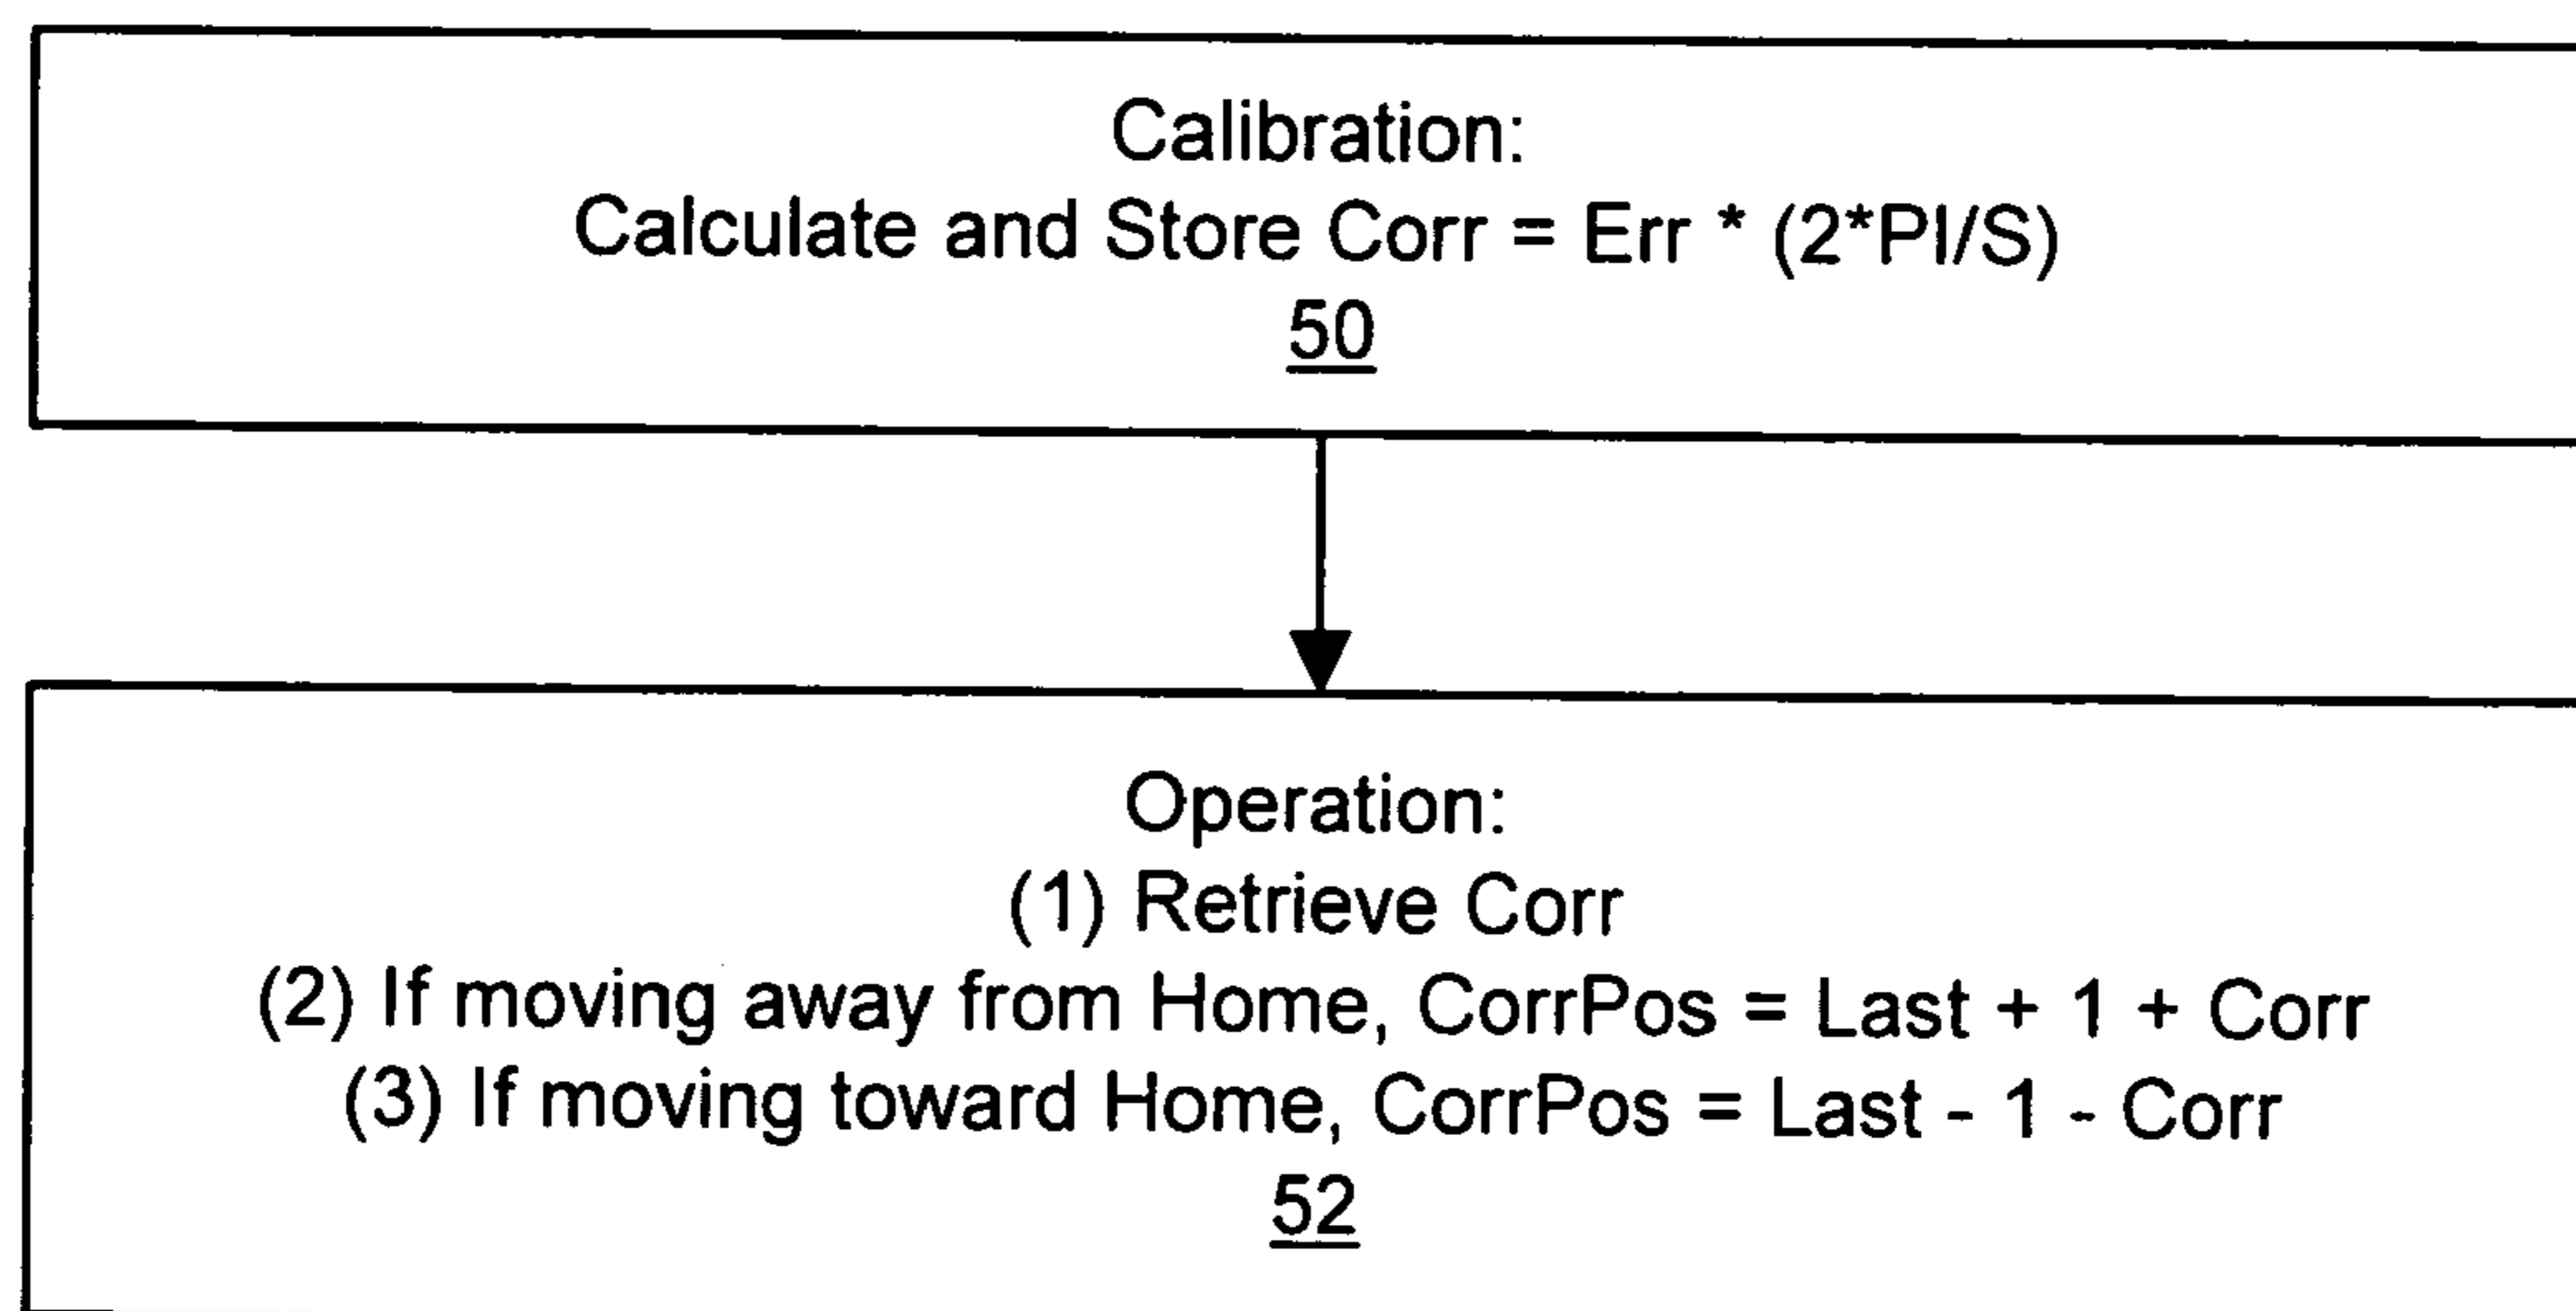 Calibration:
Calculate and Store Corr = Err * (2*PI/S)
50
Operation:
(1) Retrieve Corr
(2) If moving away from Home, CorrPos = Last + 1 + Corr
(3) If moving toward Home, CorrPos = Last - 1 - Corr
52